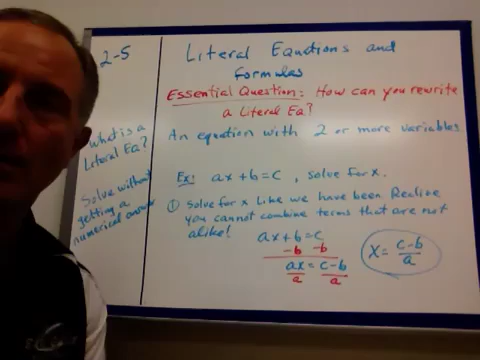 2-5
Literal Equations and
formulas
Essential Question: How can you rewrite
a Literal Eq?
An equation with 2 or more variables
What is a
Literal Eq?
Solve without
getting a
numerical answer
Ex: ax+b=c, solve for x.
① Solve for x like we have been Realize
you cannot combine terms that are not
alike!
ax+b=c
-b -b
ax = c-b
a a
x = c-b
a